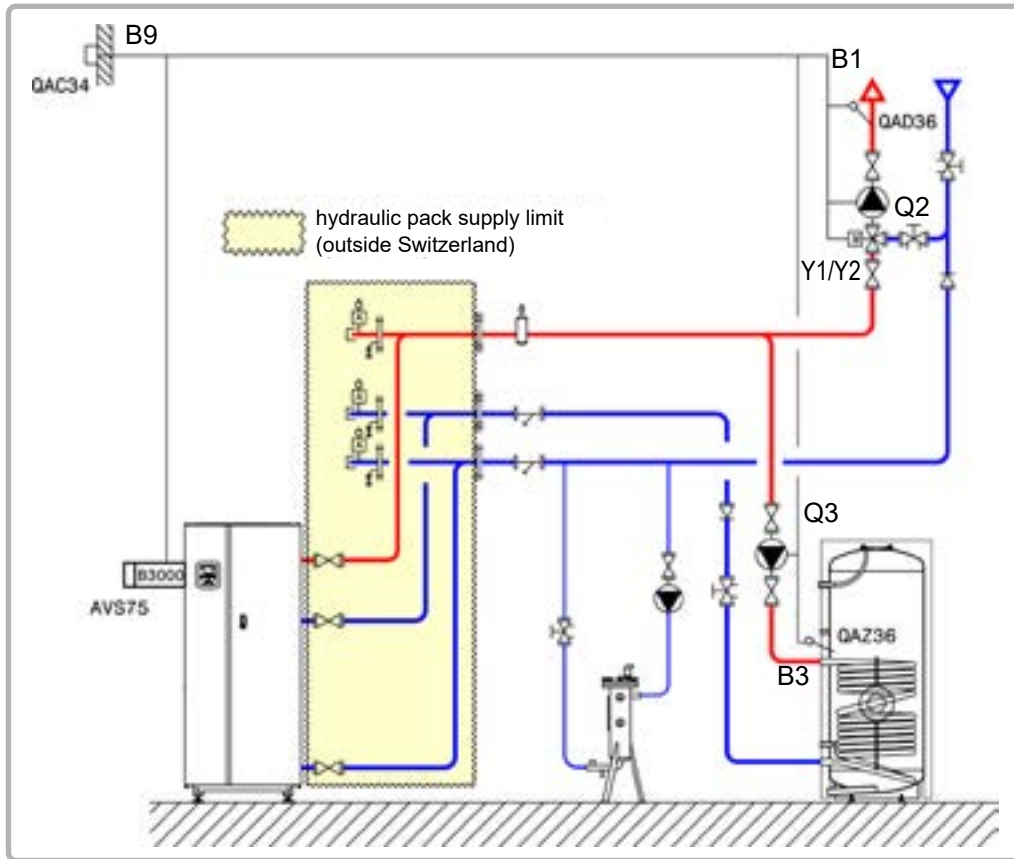 B9
QAC34
B1
QAD36
hydraulic pack supply limit
(outside Switzerland)
Q2
Y1/Y2
Q3
B3000
AVS75
QAZ36
B3